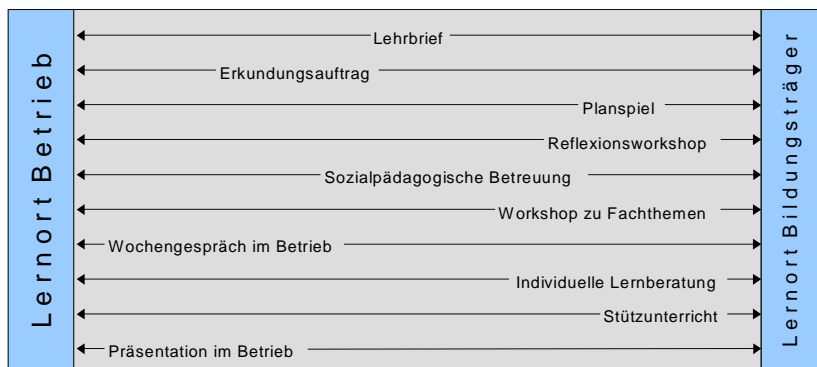 Lernort Betrieb
Lehrbrief
Erkundungsauftrag
Planspiel
Reflexionsworkshop
Sozialpädagogische Betreuung
Workshop zu Fachthemen
Wochengespräch im Betrieb
Individuelle Lernberatung
Stützunterricht
Präsentation im Betrieb
Lernort Bildungsträger